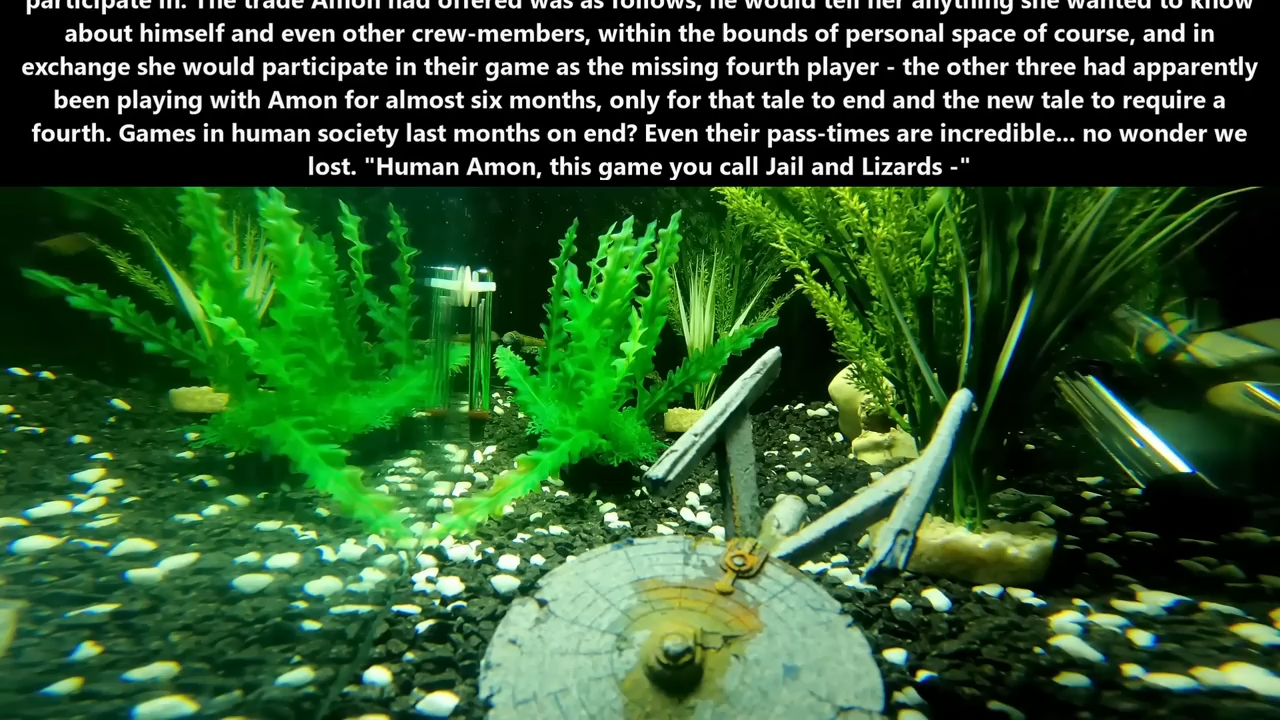 participate in. The trade Amon had offered was as follows, he would tell her anything she wanted to know
about himself and even other crew-members, within the bounds of personal space of course, and in
exchange she would participate in their game as the missing fourth player - the other three had apparently
been playing with Amon for almost six months, only for that tale to end and the new tale to require a
fourth. Games in human society last months on end? Even their pass-times are incredible... no wonder we
lost. "Human Amon, this game you call Jail and Lizards -"